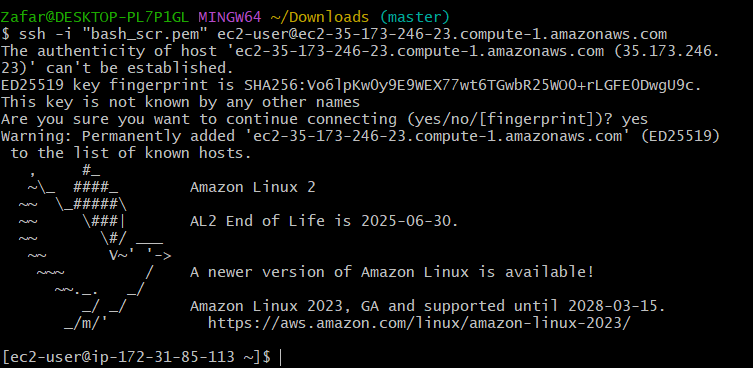 Zafar@DESKTOP-PL7P1GL MINGW64 ~/Downloads (master)
$ ssh -i "bash_scr.pem" ec2-user@ec2-35-173-246-23.compute-1.amazonaws.com
The authenticity of host 'ec2-35-173-246-23.compute-1.amazonaws.com (35.173.246.
23)' can't be established.
ED25519 key fingerprint is SHA256:Vo6lpKwOy9E9WEX77wt6TGwbR25WOO+rLGFE0DwgU9c.
This key is not known by any other names
Are you sure you want to continue connecting (yes/no/[fingerprint])? yes
Warning: Permanently added 'ec2-35-173-246-23.compute-1.amazonaws.com' (ED25519)
 to the list of known hosts.
   ,     #_
   ~\_  ####_        Amazon Linux 2
  ~~  \_#####\
  ~~     \###|       AL2 End of Life is 2025-06-30.
  ~~       \#/ ___
   ~~       V~' '->
    ~~~         /    A newer version of Amazon Linux is available!
      ~~._.   _/
         _/ _/       Amazon Linux 2023, GA and supported until 2028-03-15.
       _/m/'           https://aws.amazon.com/linux/amazon-linux-2023/
[ec2-user@ip-172-31-85-113 ~]$